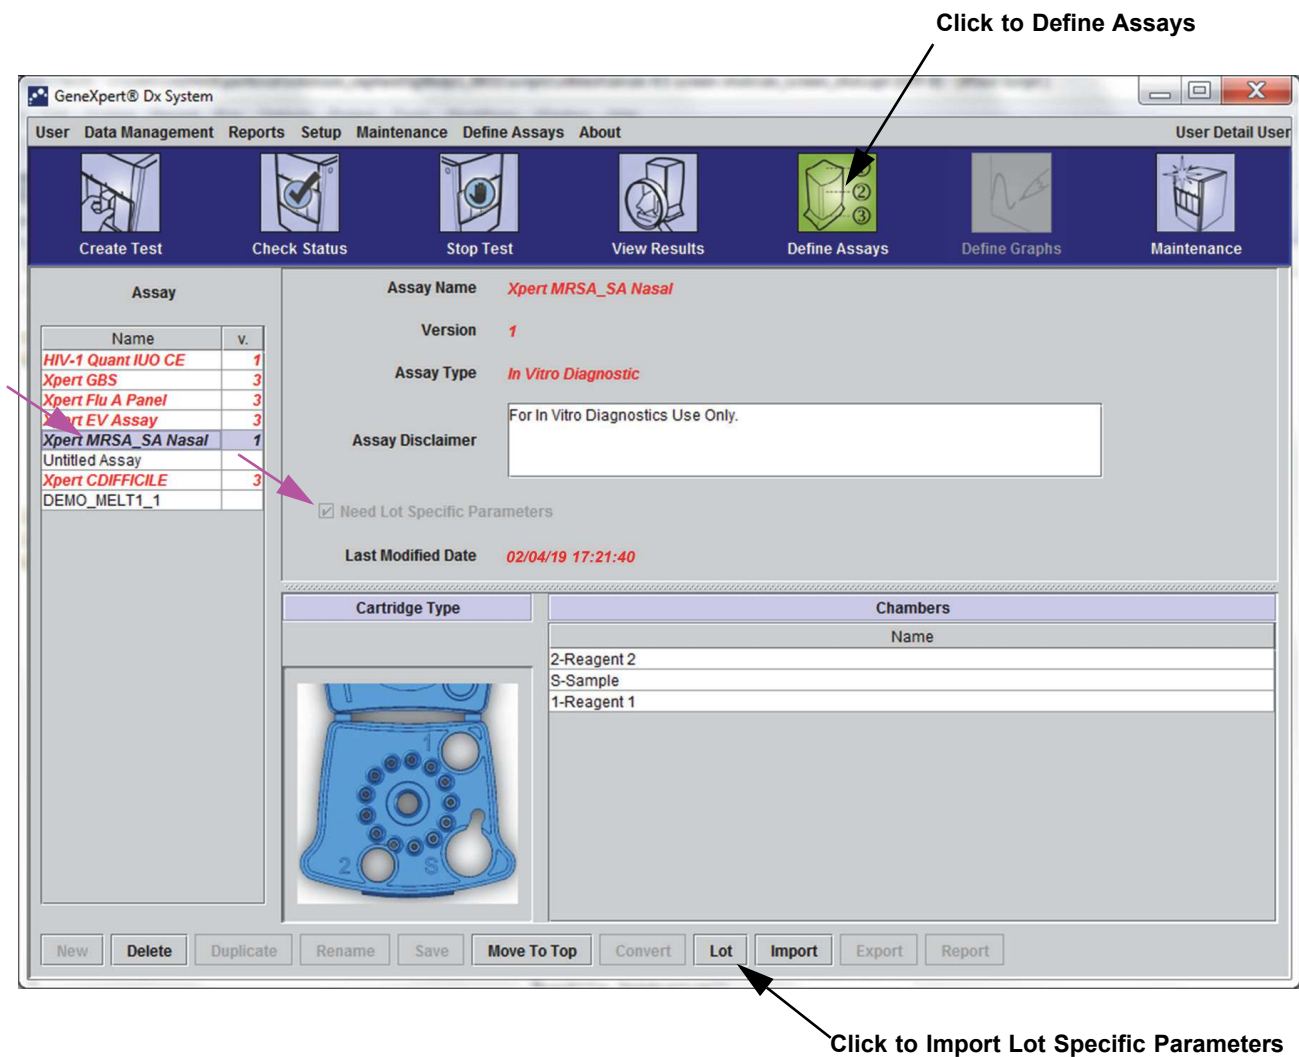 Click to Define Assays
GeneXpert® Dx System
User Data Management Reports Setup Maintenance Define Assays About User Detail User
Create Test Check Status Stop Test View Results Define Assays Define Graphs Maintenance
Assay
Name v.
HIV-1 Quant IUO CE 1
Xpert GBS 3
Xpert Flu A Panel 3
Xpert EV Assay 3
Xpert MRSA_SA Nasal 1
Untitled Assay
Xpert CDIFFICILE 3
DEMO_MELT1_1
Assay Name Xpert MRSA_SA Nasal
Version 1
Assay Type In Vitro Diagnostic
Assay Disclaimer For In Vitro Diagnostics Use Only.
Need Lot Specific Parameters
Last Modified Date 02/04/19 17:21:40
Cartridge Type
Chambers
Name
2-Reagent 2
S-Sample
1-Reagent 1
1
2 S
New Delete Duplicate Rename Save Move To Top Convert Lot Import Export Report
Click to Import Lot Specific Parameters